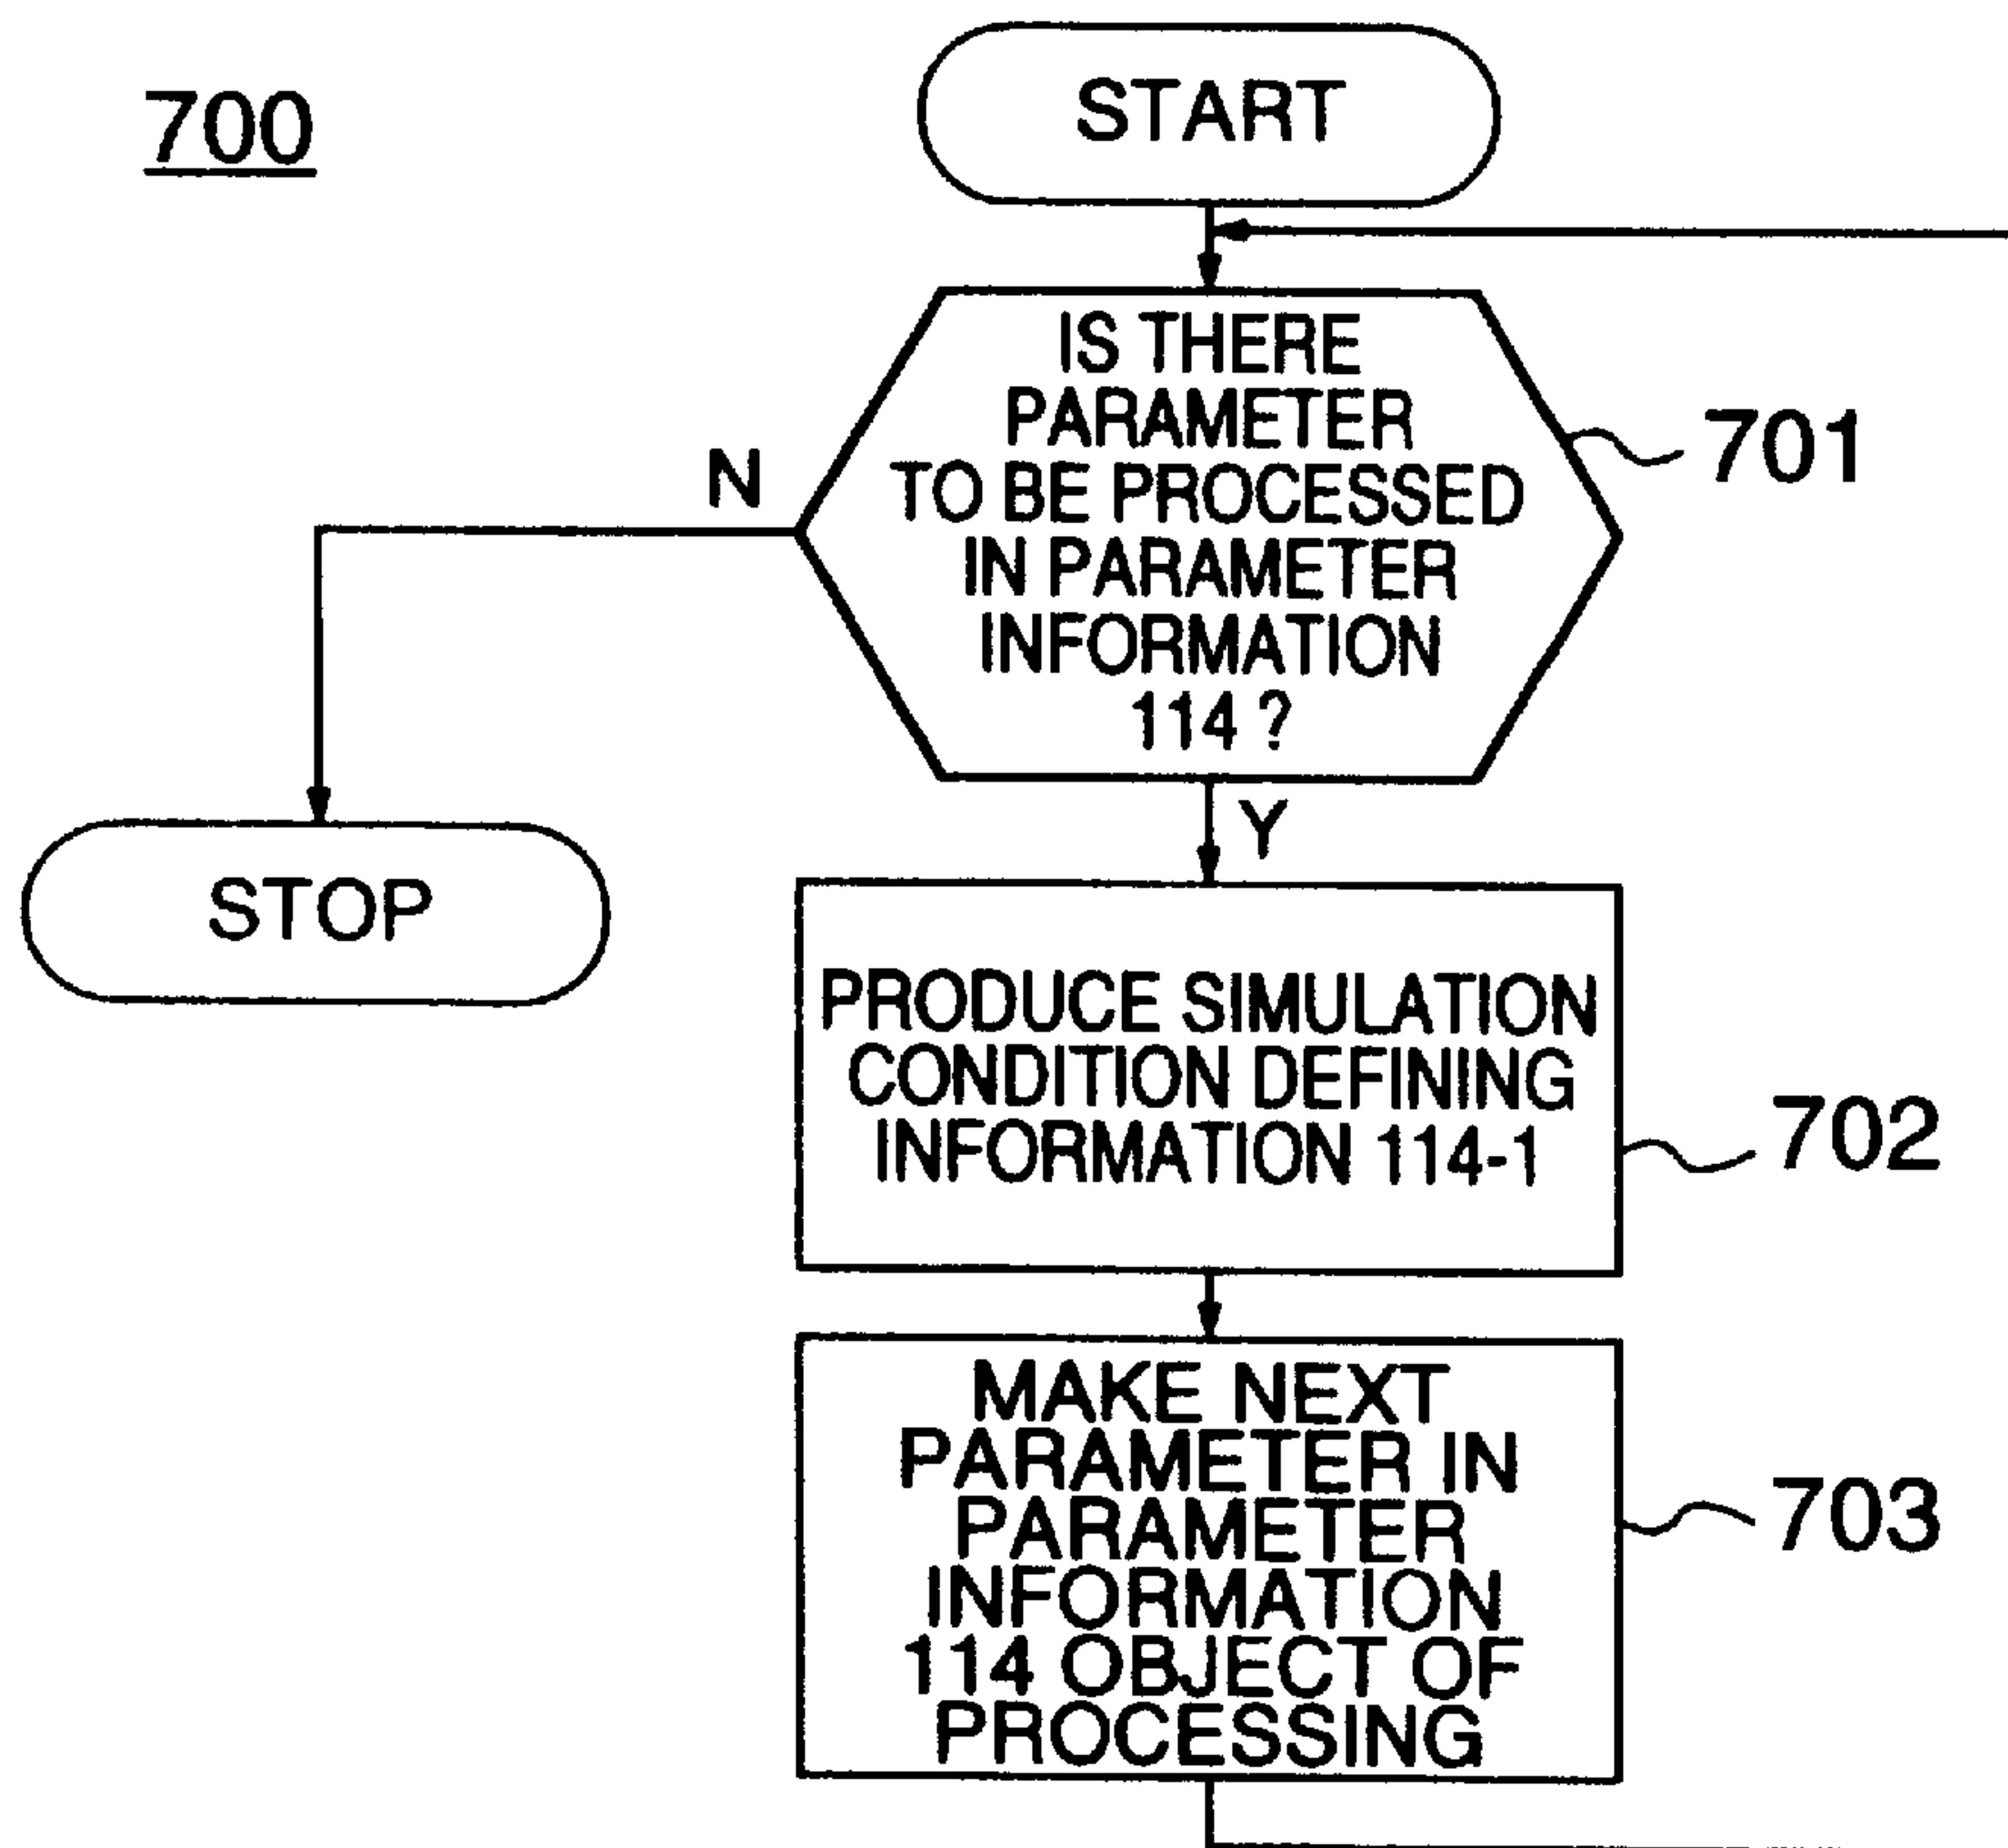 700
START
IS THERE
PARAMETER
TO BE PROCESSED
IN PARAMETER
INFORMATION
114 ?
701
N
Y
STOP
PRODUCE SIMULATION
CONDITION DEFINING
INFORMATION 114-1
702
MAKE NEXT
PARAMETER IN
PARAMETER
INFORMATION
114 OBJECT OF
PROCESSING
703